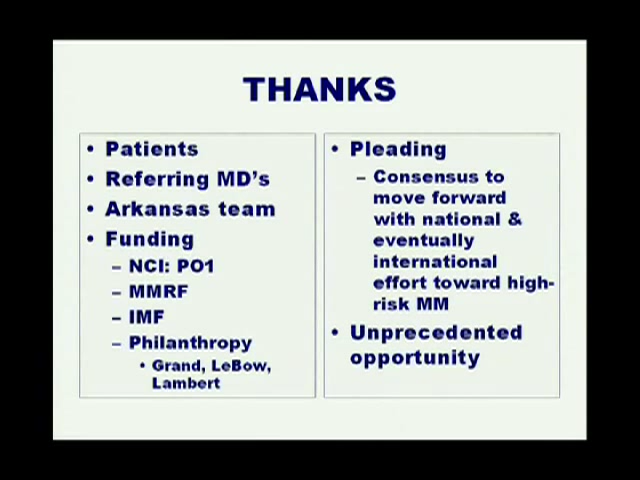 THANKS
• Patients
• Referring MD's
• Arkansas team
• Funding
– NCI: PO1
– MMRF
– IMF
– Philanthropy
• Grand, LeBow,
Lambert
• Pleading
– Consensus to
move forward
with national &
eventually
international
effort toward high-
risk MM
• Unprecedented
opportunity